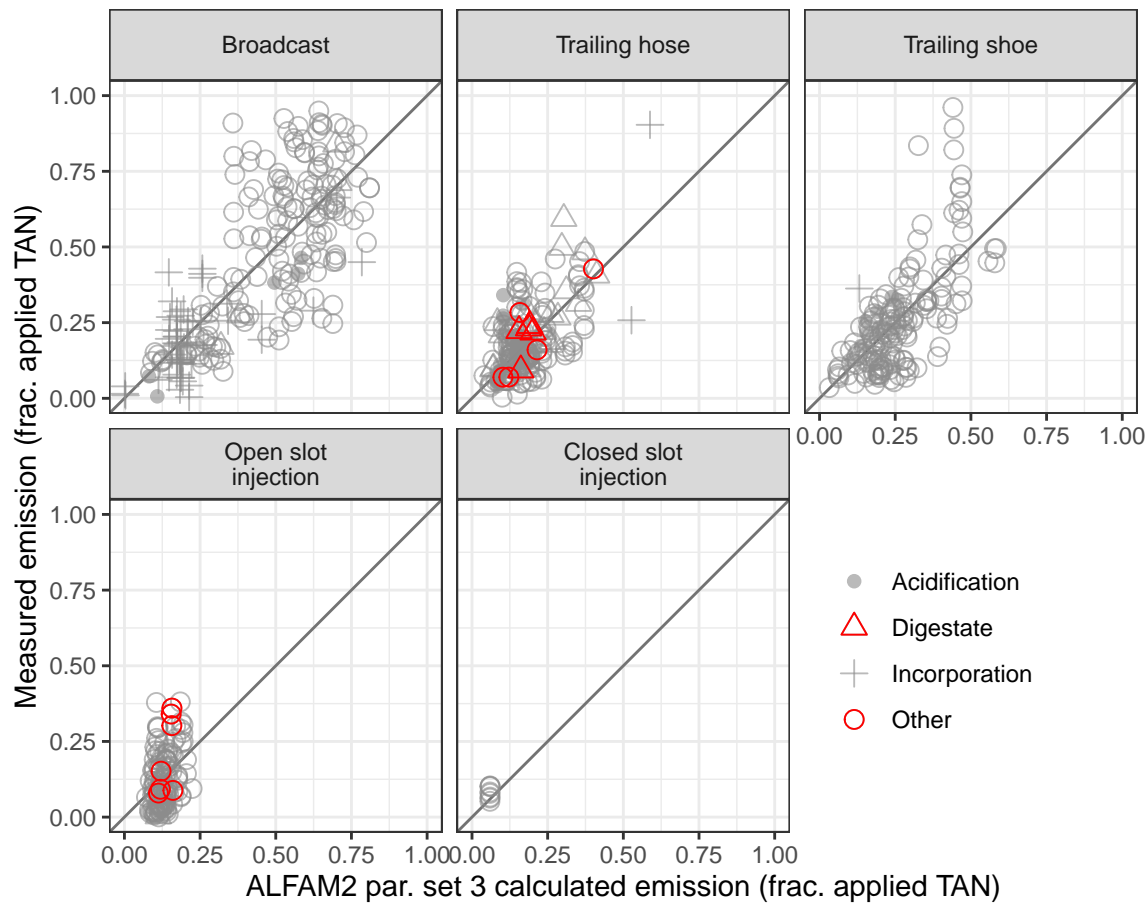 Broadcast
Trailing hose
Trailing shoe
1.00
0.75
0.50
0.25
0.00
0.00 0.25 0.50 0.75 1.00
Open slot
injection
Closed slot
injection
1.00
0.75
0.50
0.25
0.00
0.00 0.25 0.50 0.75 1.00
0.00 0.25 0.50 0.75 1.00
Measured emission (frac. applied TAN)
ALFAM2 par. set 3 calculated emission (frac. applied TAN)
Acidification
Digestate
Incorporation
Other